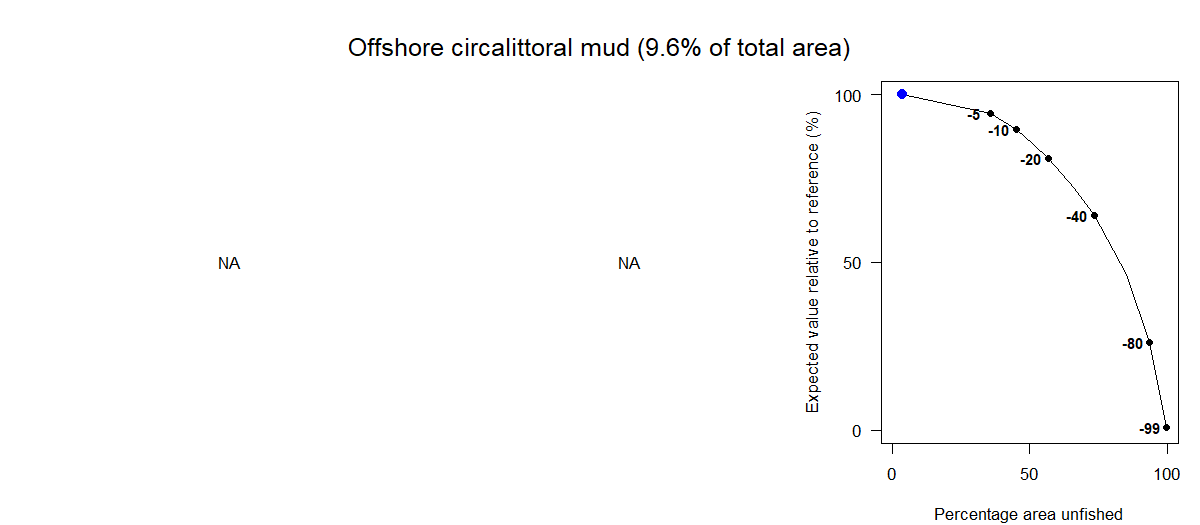 Offshore circalittoral mud (9.6% of total area)
NA
NA
Expected value relative to reference (%)
100
50
0
-5
-10
-20
-40
-80
-99
0
50
100
Percentage area unfished